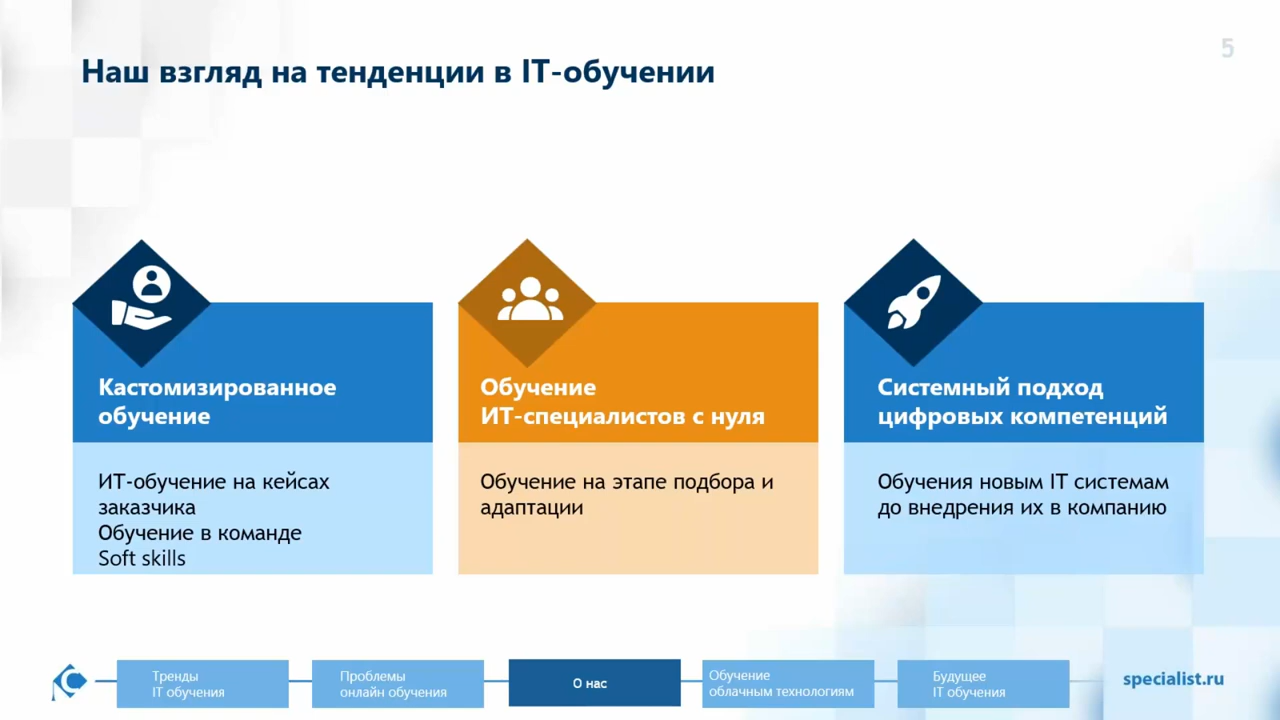 5
Наш взгляд на тенденции в IT-обучении
Кастомизированное
обучение
ИТ-обучение на кейсах
заказчика
Обучение в команде
Soft skills
Обучение
ИТ-специалистов с нуля
Обучение на этапе подбора и
адаптации
Системный подход
цифровых компетенций
Обучения новым IT системам
до внедрения их в компанию
Тренды
IT обучения
Проблемы
онлайн обучения
О нас
Обучение
облачным технологиям
Будущее
IT обучения
specialist.ru